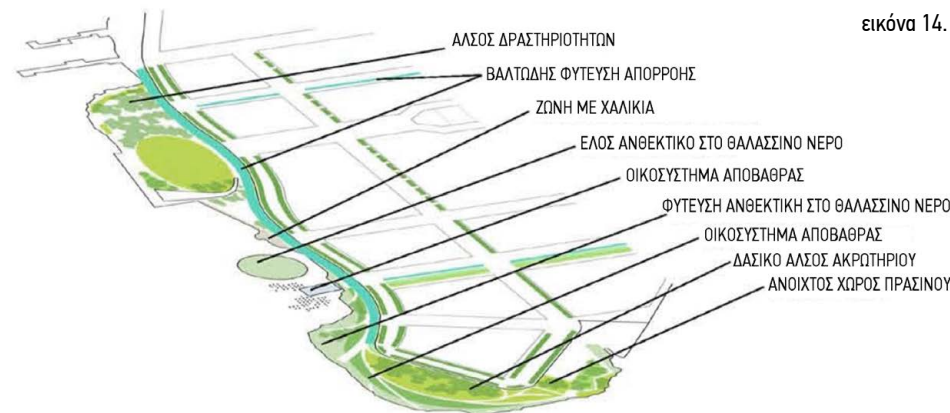 εικόνα 14.
ΑΛΣΟΣ ΔΡΑΣΤΗΡΙΟΤΗΤΩΝ
ΒΑΛΤΩΔΗΣ ΦΥΤΕΥΣΗ ΑΠΟΡΡΟΗΣ
ΖΩΝΗ ΜΕ ΧΑΛΙΚΙΑ
ΕΛΟΣ ΑΝΘΕΚΤΙΚΟ ΣΤΟ ΘΑΛΑΣΣΙΝΟ ΝΕΡΟ
ΟΙΚΟΣΥΣΤΗΜΑ ΑΠΟΒΑΘΡΑΣ
ΦΥΤΕΥΣΗ ΑΝΘΕΚΤΙΚΗ ΣΤΟ ΘΑΛΑΣΣΙΝΟ ΝΕΡΟ
ΟΙΚΟΣΥΣΤΗΜΑ ΑΠΟΒΑΘΡΑΣ
ΔΑΣΙΚΟ ΑΛΣΟΣ ΑΚΡΩΤΗΡΙΟΥ
ΑΝΟΙΧΤΟΣ ΧΩΡΟΣ ΠΡΑΣΙΝΟΥ